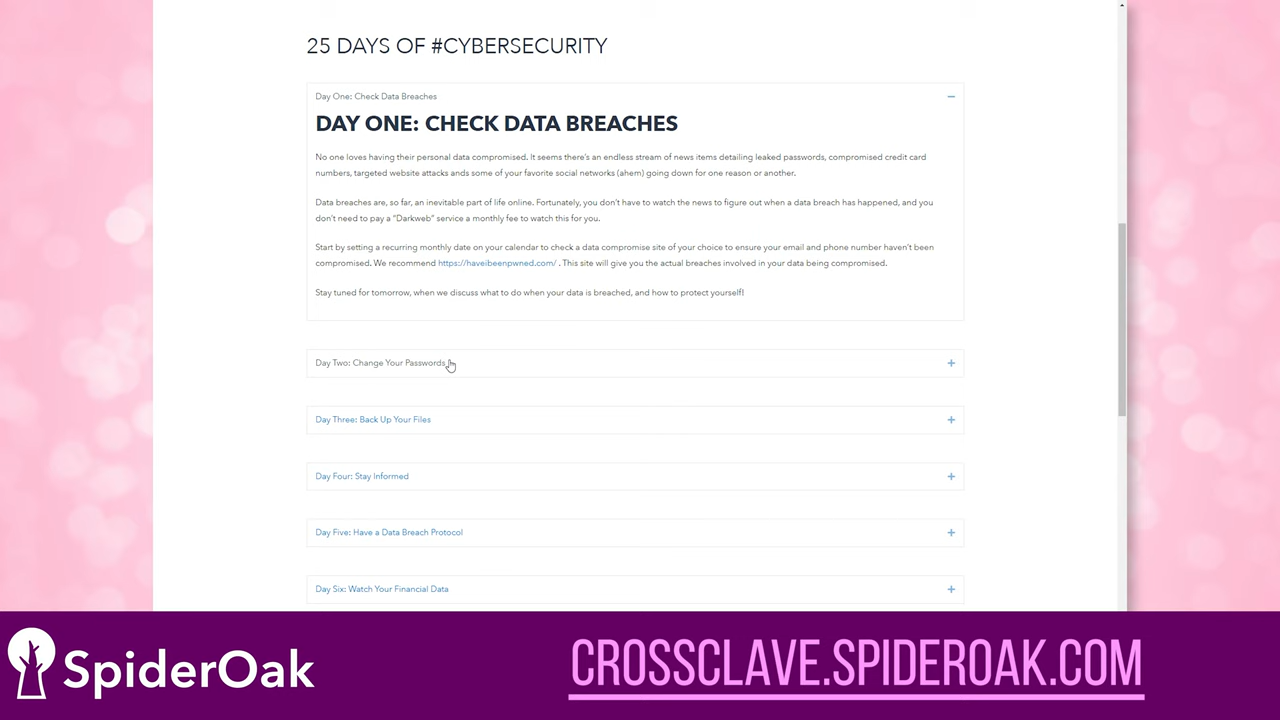 25 DAYS OF #CYBERSECURITY
Day One: Check Data Breaches
DAY ONE: CHECK DATA BREACHES
No one loves having their personal data compromised. It seems there's an endless stream of news items detailing leaked passwords, compromised credit card
numbers, targeted website attacks ands some of your favorite social networks (ahem) going down for one reason or another.
Data breaches are, so far, an inevitable part of life online. Fortunately, you don't have to watch the news to figure out when a data breach has happened, and you
don't need to pay a "Darkweb" service a monthly fee to watch this for you.
Start by setting a recurring monthly date on your calendar to check a data compromise site of your choice to ensure your email and phone number haven't been
compromised. We recommend https://haveibeenpwned.com/ . This site will give you the actual breaches involved in your data being compromised.
Stay tuned for tomorrow, when we discuss what to do when your data is breached, and how to protect yourself!
Day Two: Change Your Passwords
Day Three: Back Up Your Files
Day Four: Stay Informed
Day Five: Have a Data Breach Protocol
Day Six: Watch Your Financial Data
SpiderOak
CROSSCLAVE.SPIDEROAK.COM